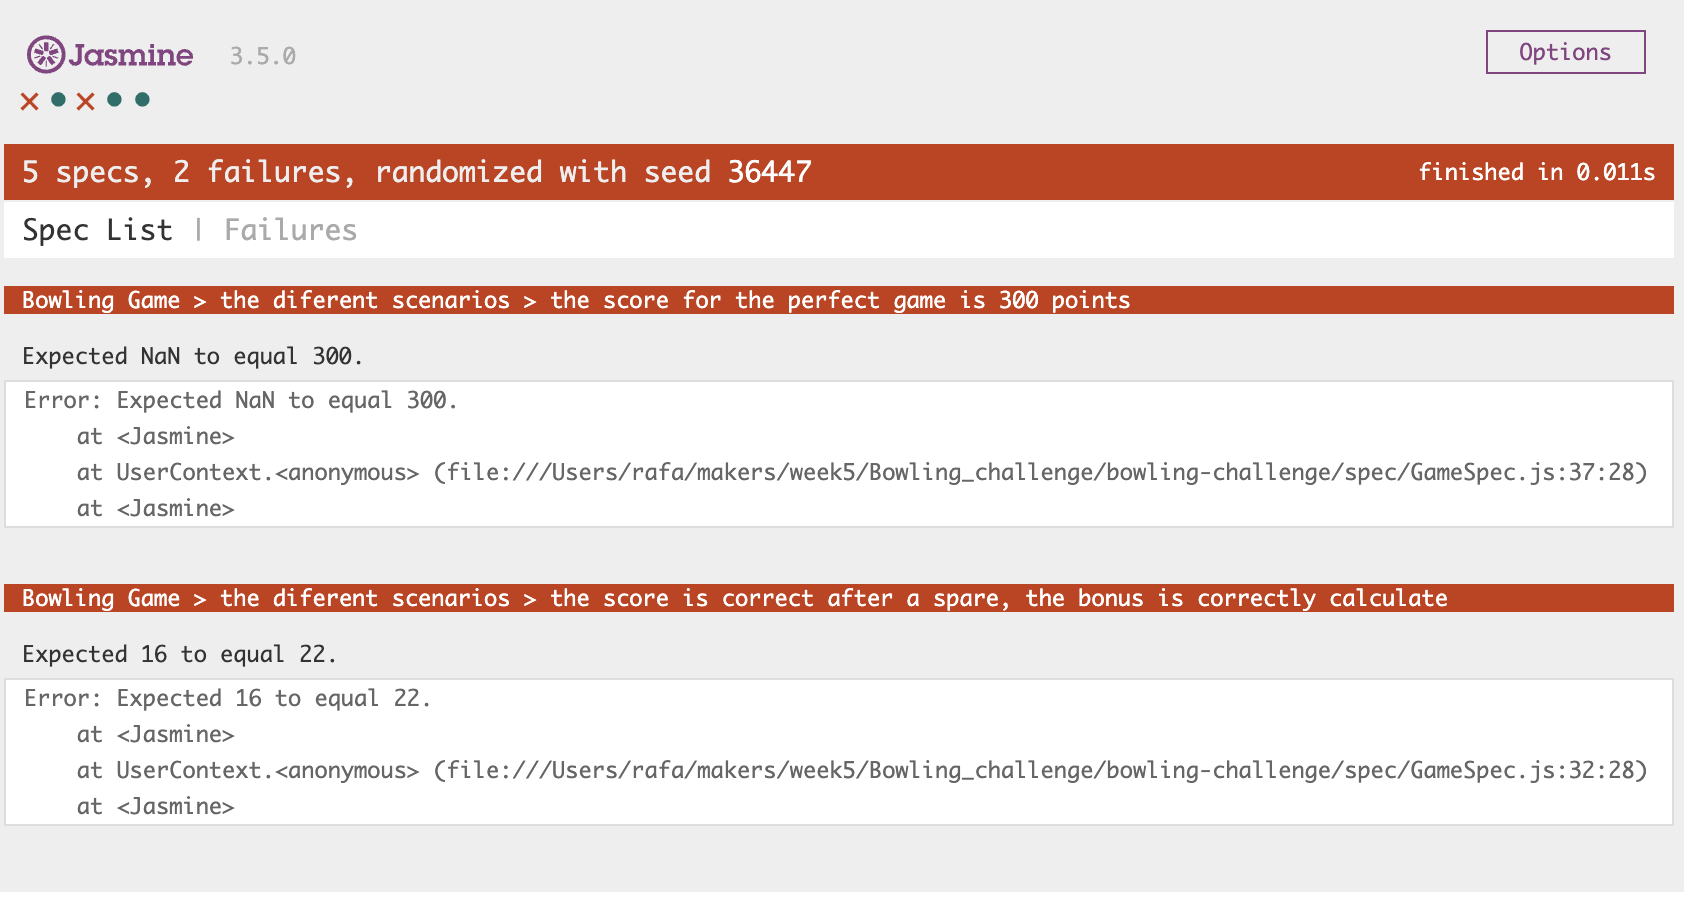 Jasmine 3.5.0 Options
5 specs, 2 failures, randomized with seed 36447 finished in 0.011s
Spec List | Failures
Bowling Game > the diferent scenarios > the score for the perfect game is 300 points
Expected NaN to equal 300.
Error: Expected NaN to equal 300.
at <Jasmine>
at UserContext.<anonymous> (file:///Users/rafa/makers/week5/Bowling_challenge/bowling-challenge/spec/GameSpec.js:37:28)
at <Jasmine>
Bowling Game > the diferent scenarios > the score is correct after a spare, the bonus is correctly calculate
Expected 16 to equal 22.
Error: Expected 16 to equal 22.
at <Jasmine>
at UserContext.<anonymous> (file:///Users/rafa/makers/week5/Bowling_challenge/bowling-challenge/spec/GameSpec.js:32:28)
at <Jasmine>